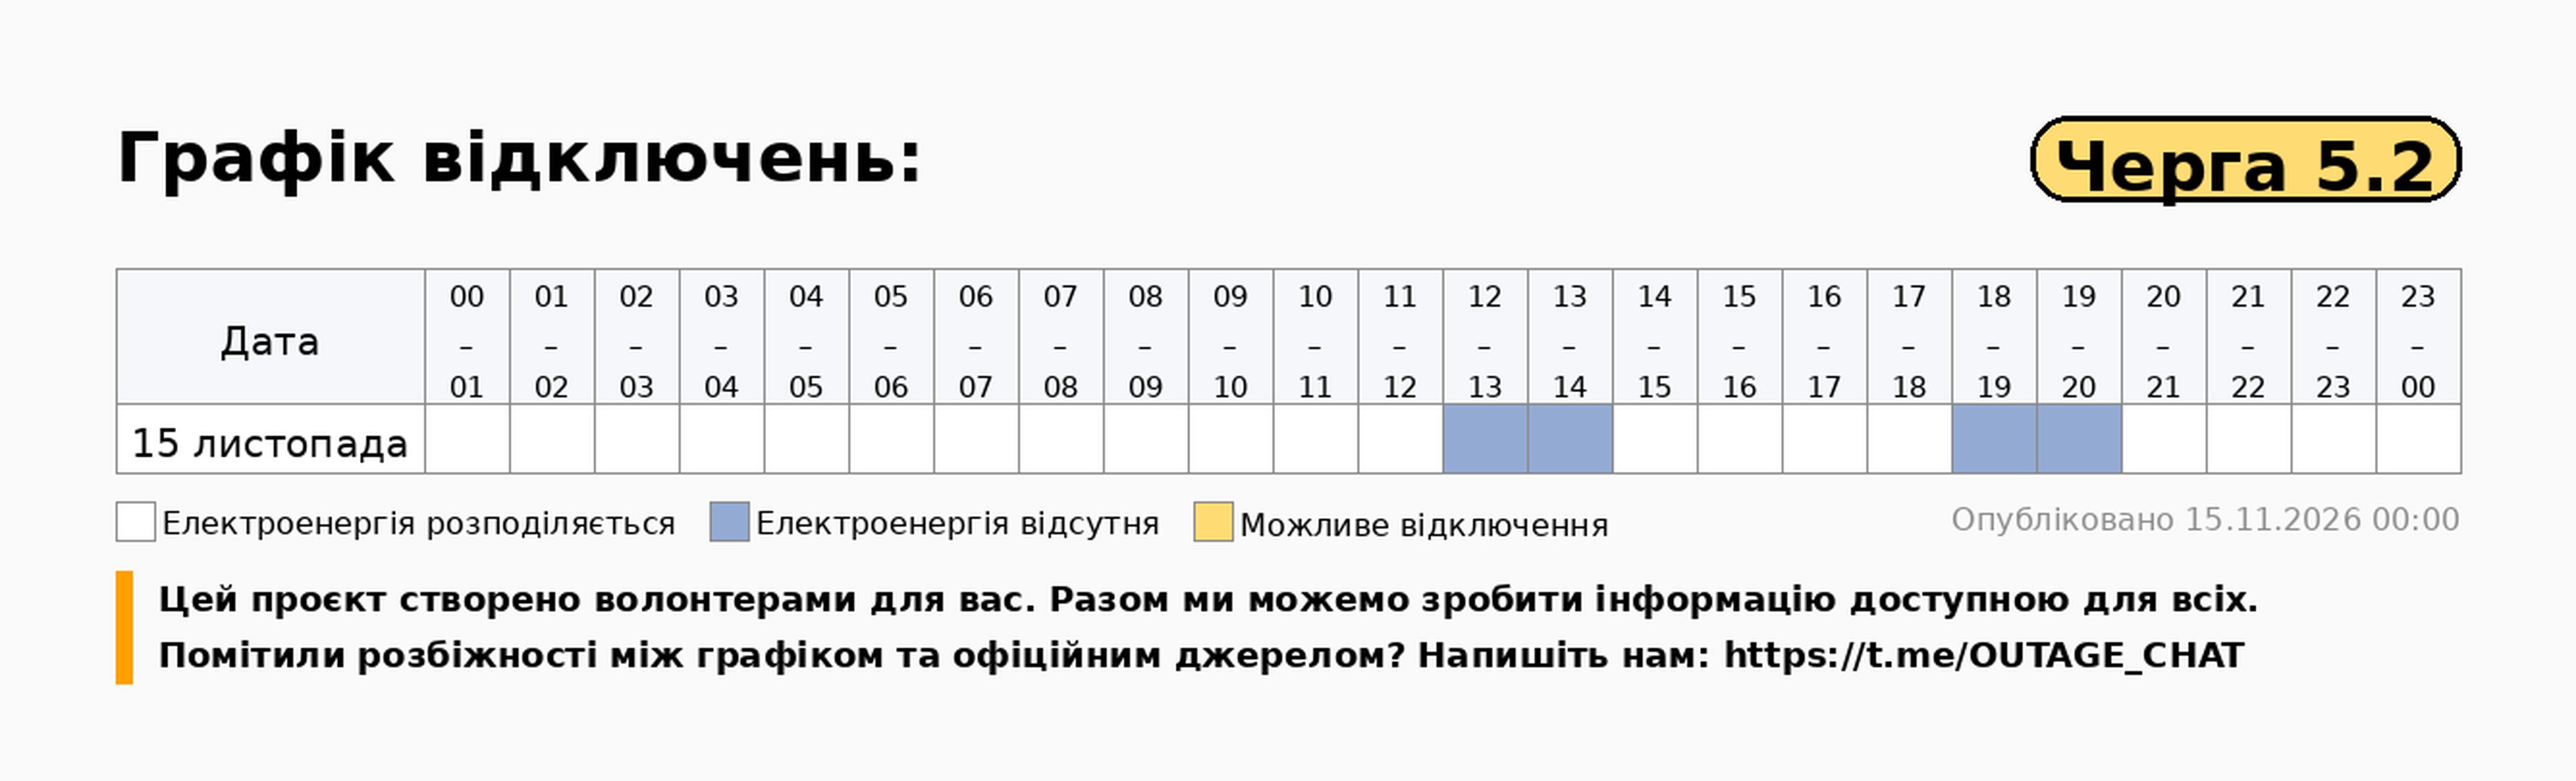 Графік відключень:
Черга 5.2
Дата 00 – 01 01 – 02 02 – 03 03 – 04 04 – 05 05 – 06 06 – 07 07 – 08 08 – 09 09 – 10 10 – 11 11 – 12 12 – 13 13 – 14 14 – 15 15 – 16 16 – 17 17 – 18 18 – 19 19 – 20 20 – 21 21 – 22 22 – 23 23 – 00
15 листопада
Електроенергія розподіляється Електроенергія відсутня Можливе відключення
Опубліковано 15.11.2026 00:00
Цей проєкт створено волонтерами для вас. Разом ми можемо зробити інформацію доступною для всіх.
Помітили розбіжності між графіком та офіційним джерелом? Напишіть нам: https://t.me/OUTAGE_CHAT